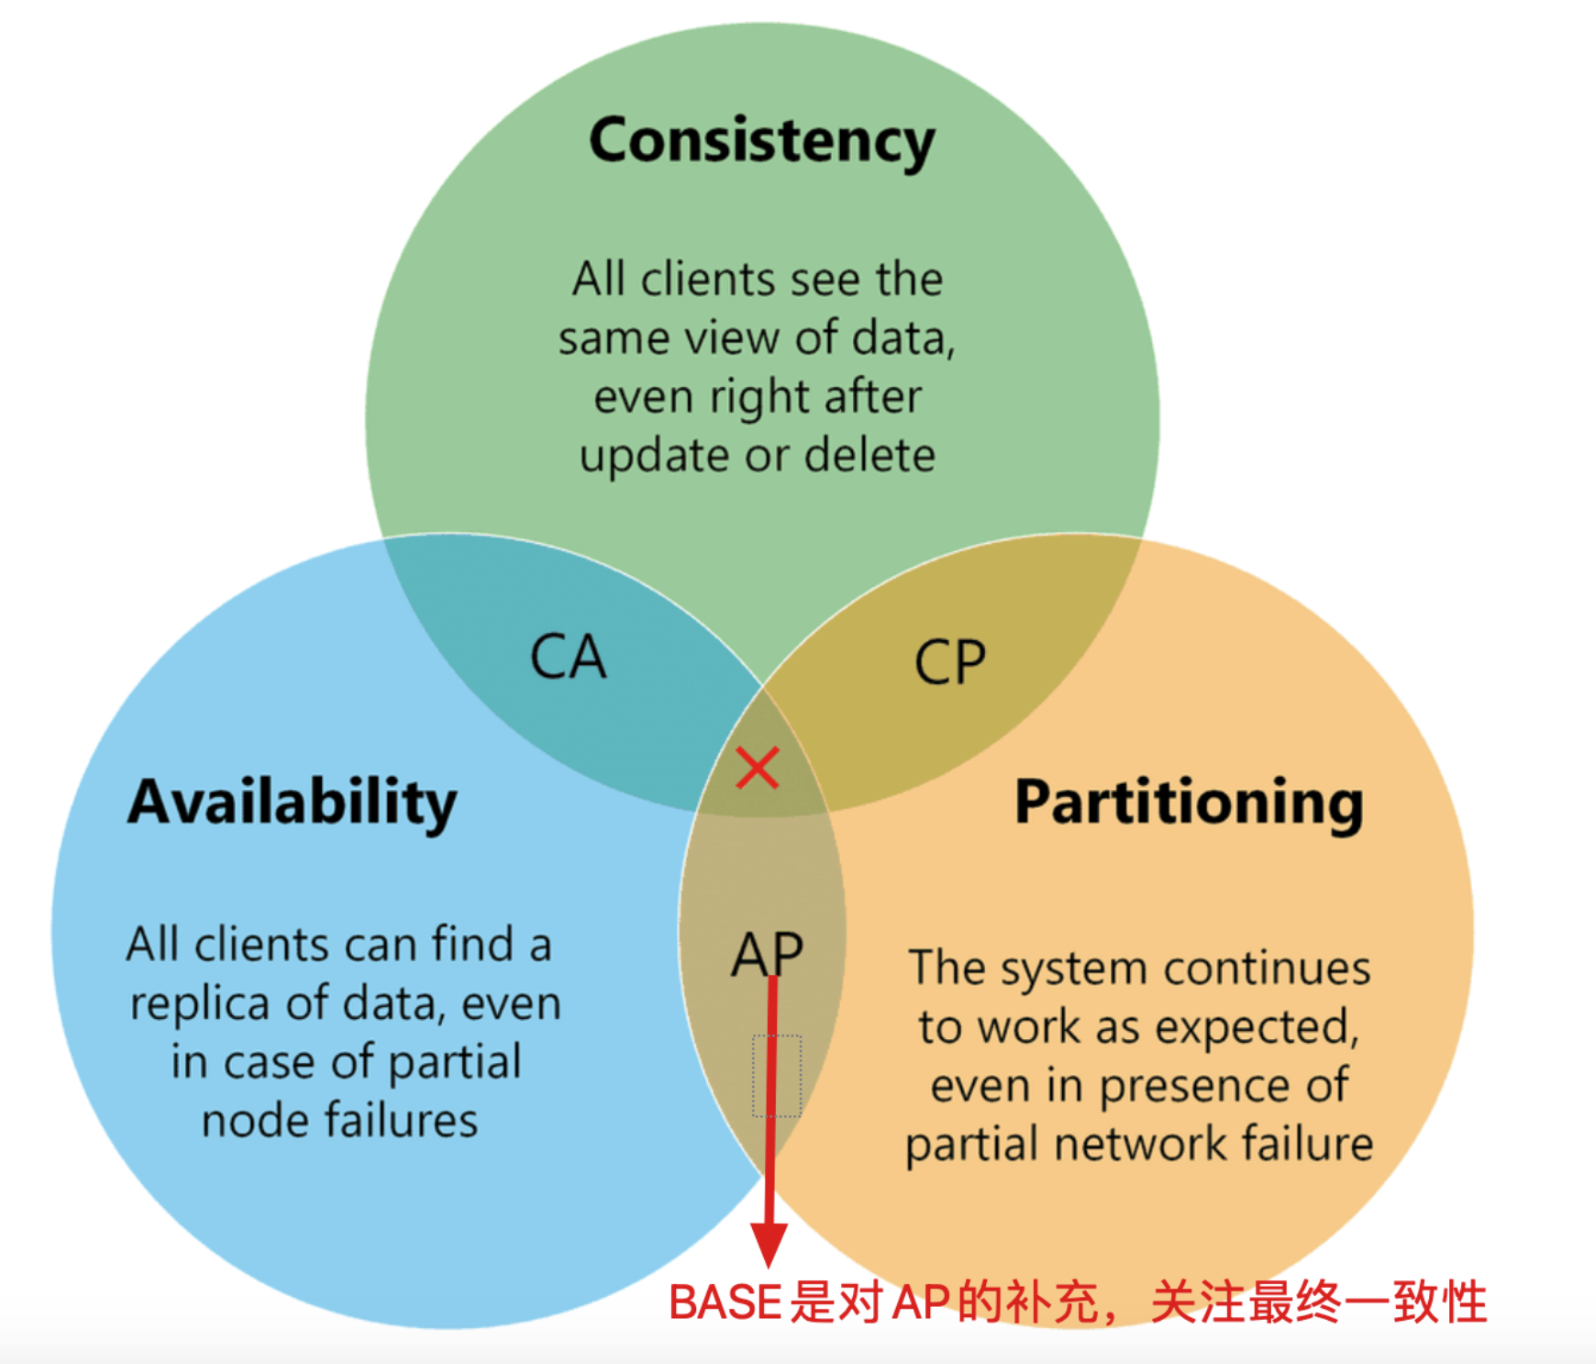 Consistency
All clients see the
same view of data,
even right after
update or delete
CA
CP
Availability
All clients can find a
replica of data, even
in case of partial
node failures
AP
Partitioning
The system continues
to work as expected,
even in presence of
partial network failure
BASE是对AP的补充，关注最终一致性